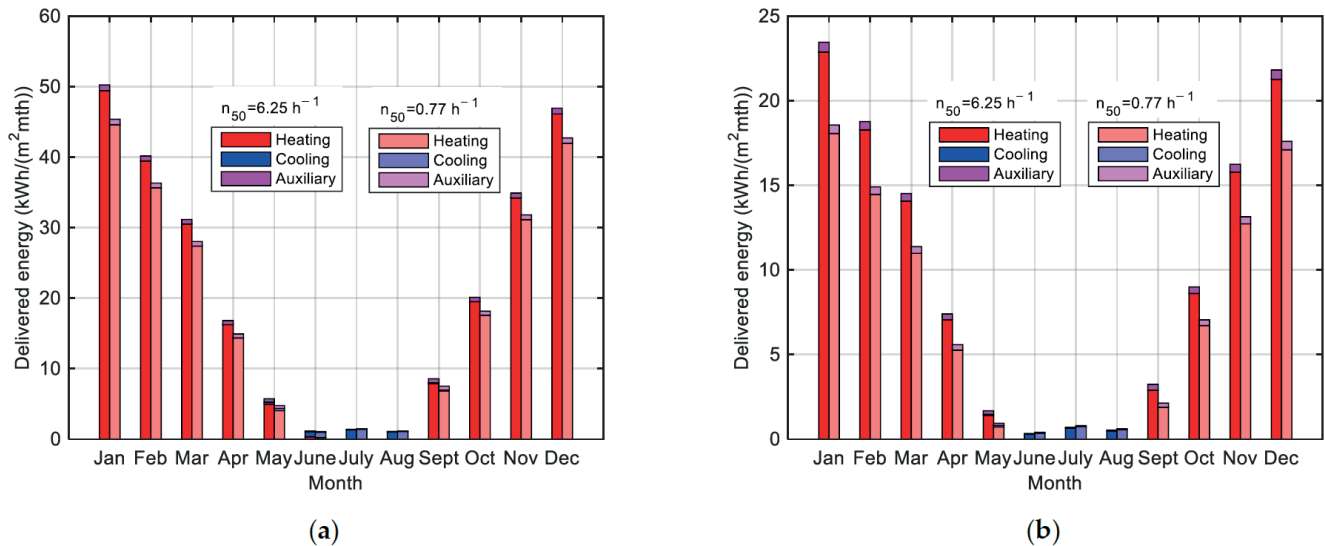 60
50
40
30
20
10
0
Delivered energy (kWh/(m²mth))
n₅₀=6.25 h⁻¹
Heating
Cooling
Auxiliary
n₅₀=0.77 h⁻¹
Heating
Cooling
Auxiliary
Jan Feb Mar Apr May June July Aug Sept Oct Nov Dec
Month
(a)
25
20
15
10
5
0
Delivered energy (kWh/(m²mth))
n₅₀=6.25 h⁻¹
Heating
Cooling
Auxiliary
n₅₀=0.77 h⁻¹
Heating
Cooling
Auxiliary
Jan Feb Mar Apr May June July Aug Sept Oct Nov Dec
Month
(b)